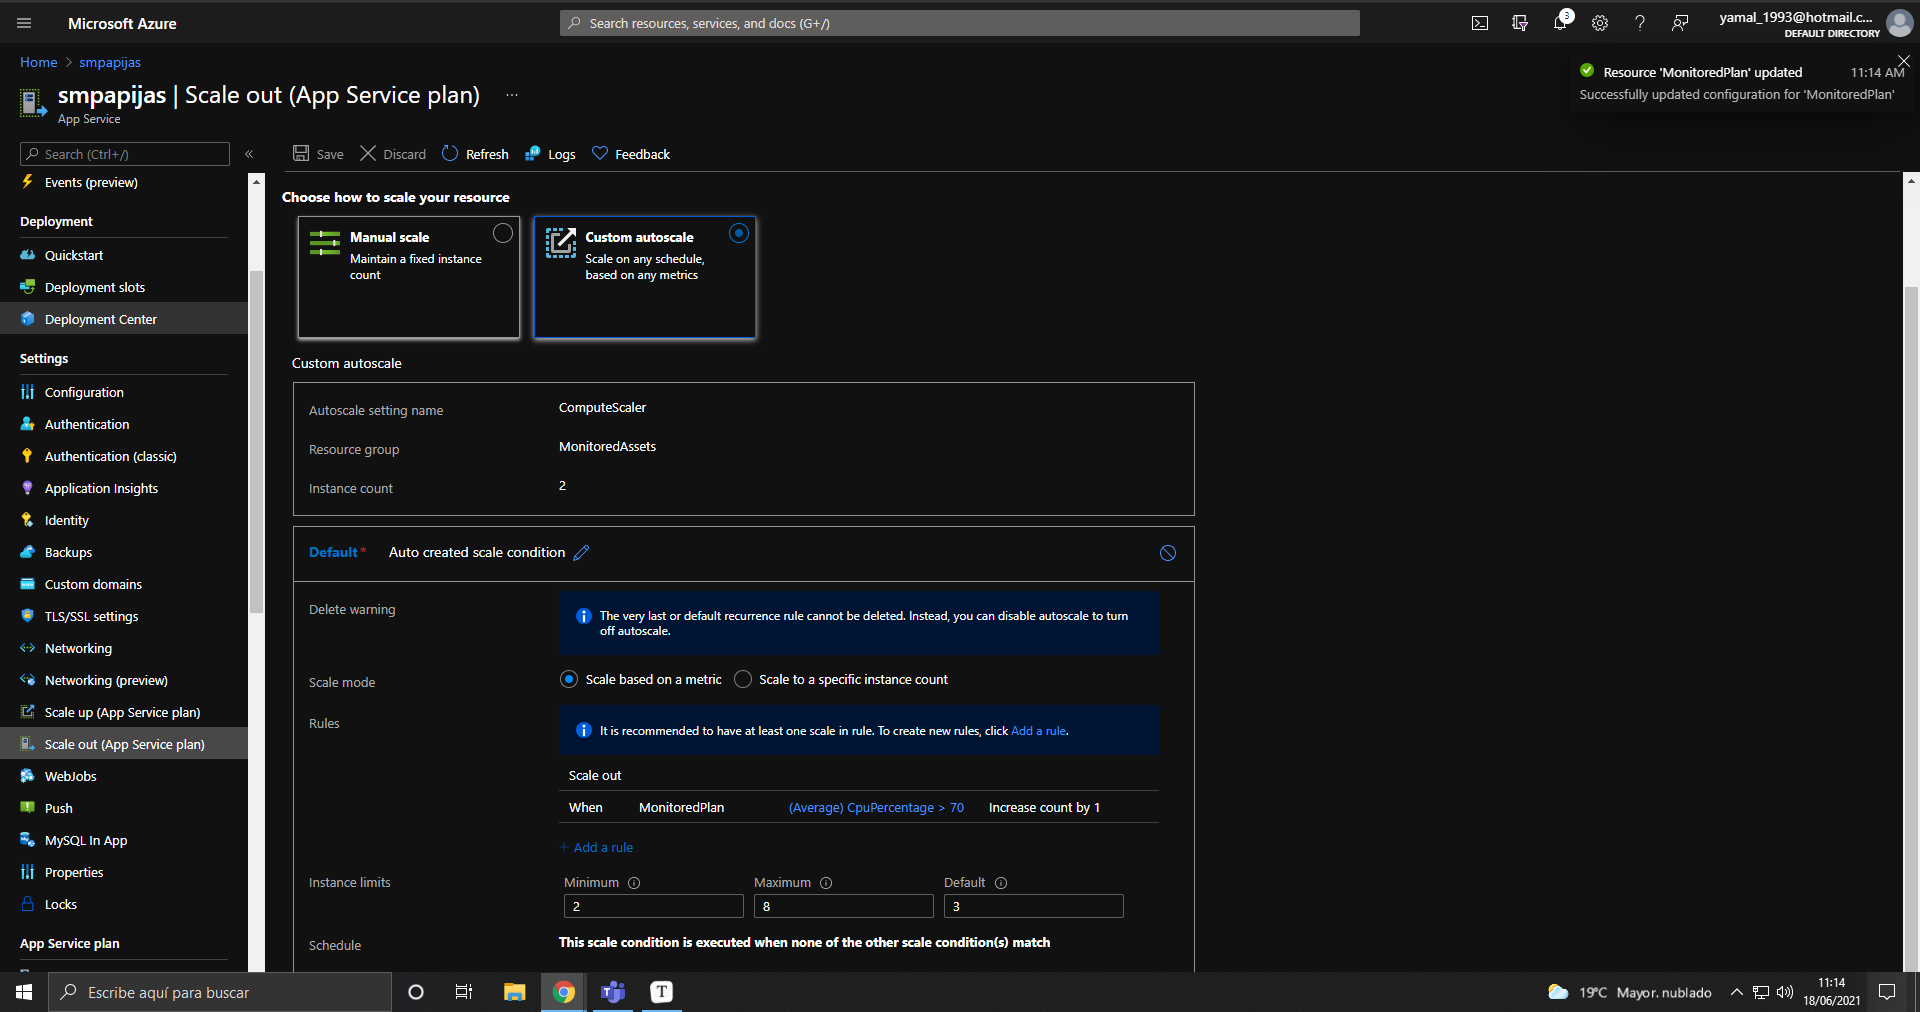 Microsoft Azure
Search resources, services, and docs (G+/)
3
yamal_1993@hotmail.c...
DEFAULT DIRECTORY
Home > smpapijas
smpapijas | Scale out (App Service plan) ...
App Service
Resource 'MonitoredPlan' updated 11:14 AM
Successfully updated configuration for 'MonitoredPlan'
Search (Ctrl+/) «
Events (preview)
Deployment
Quickstart
Deployment slots
Deployment Center
Settings
Configuration
Authentication
Authentication (classic)
Application Insights
Identity
Backups
Custom domains
TLS/SSL settings
Networking
Networking (preview)
Scale up (App Service plan)
Scale out (App Service plan)
WebJobs
Push
MySQL In App
Properties
Locks
App Service plan
Save Discard Refresh Logs Feedback
Choose how to scale your resource
Manual scale
Maintain a fixed instance
count
Custom autoscale
Scale on any schedule,
based on any metrics
Custom autoscale
Autoscale setting name ComputeScaler
Resource group MonitoredAssets
Instance count 2
Default* Auto created scale condition
Delete warning
The very last or default recurrence rule cannot be deleted. Instead, you can disable autoscale to turn
off autoscale.
Scale mode Scale based on a metric Scale to a specific instance count
Rules It is recommended to have at least one scale in rule. To create new rules, click Add a rule.
Scale out
When MonitoredPlan (Average) CpuPercentage > 70 Increase count by 1
+ Add a rule
Instance limits Minimum Maximum Default
2 8 3
Schedule This scale condition is executed when none of the other scale condition(s) match
Escribe aquí para buscar
T
19°C Mayor. nublado
11:14
18/06/2021